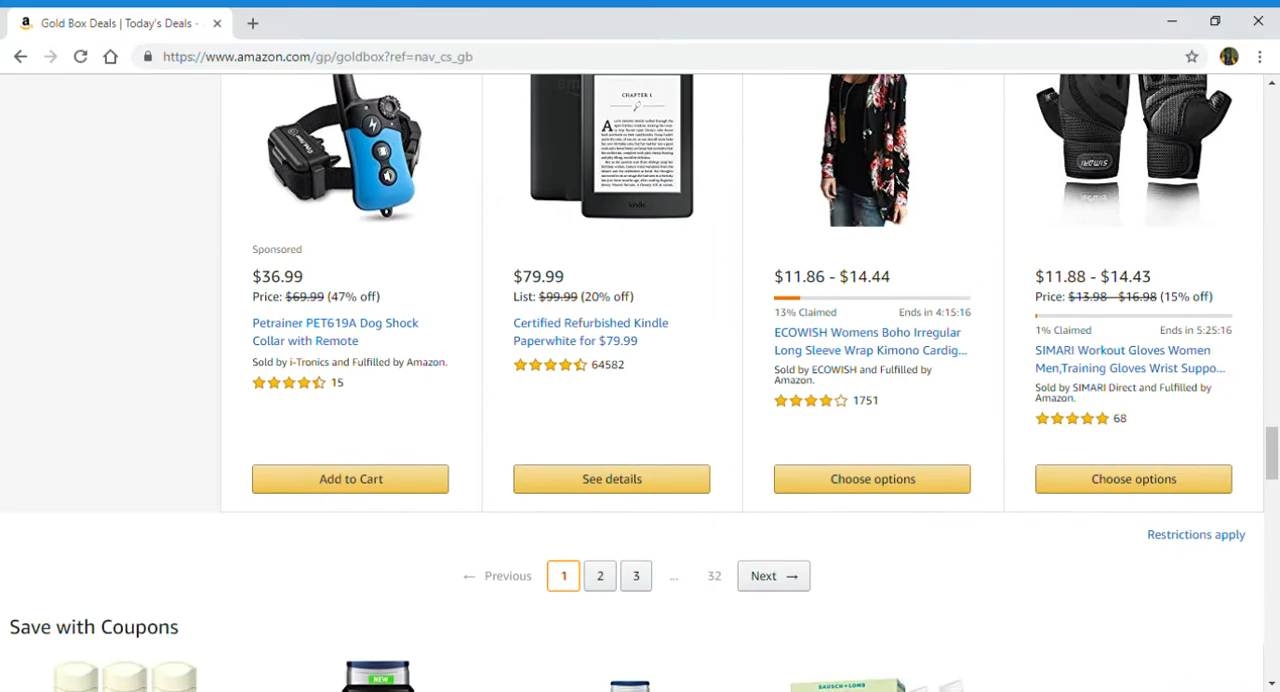 Gold Box Deals | Today's Deals -
https://www.amazon.com/gp/goldbox?ref=nav_cs_gb
CHAPTER 1
kindle
SIMARI
Sponsored
$36.99
Price: $69.99 (47% off)
Petrainer PET619A Dog Shock
Collar with Remote
Sold by i-Tronics and Fulfilled by Amazon.
15
Add to Cart
$79.99
List: $99.99 (20% off)
Certified Refurbished Kindle
Paperwhite for $79.99
64582
See details
$11.86 - $14.44
13% Claimed
Ends in 4:15:16
ECOWISH Womens Boho Irregular
Long Sleeve Wrap Kimono Cardig...
Sold by ECOWISH and Fulfilled by
Amazon.
1751
Choose options
$11.88 - $14.43
Price: $13.98 - $16.98 (15% off)
1% Claimed
Ends in 5:25:16
SIMARI Workout Gloves Women
Men,Training Gloves Wrist Suppo...
Sold by SIMARI Direct and Fulfilled by
Amazon.
68
Choose options
Restrictions apply
← Previous 1 2 3 ... 32 Next →
Save with Coupons
NEW
BAUSCH + LOMB